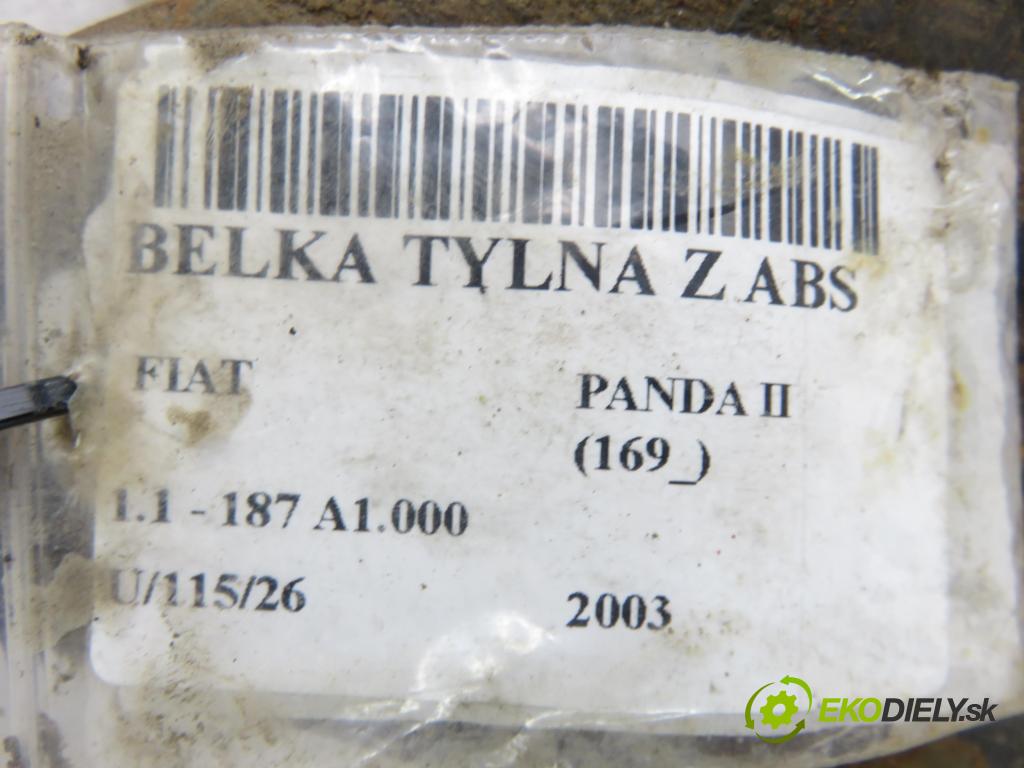 BELKA TYLNA Z ABS
FIAT PANDA II
(169_)
1.1 - 187 A1.000
U/115/26 2003
EKODIELY.sk